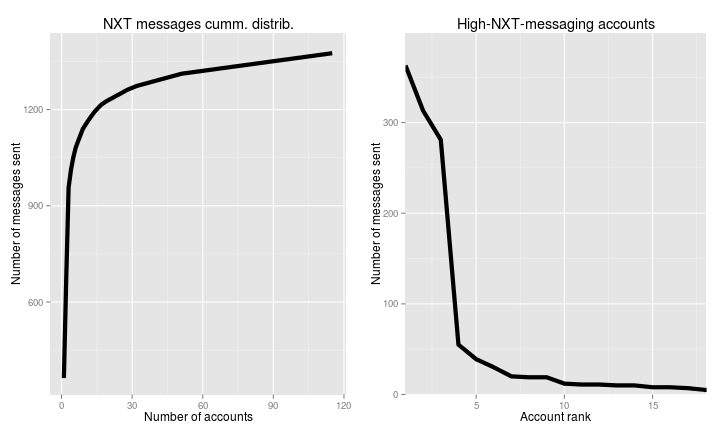 NXT messages cumm. distrib.
Number of messages sent
1200
900
600
0 30 60 90 120
Number of accounts
High-NXT-messaging accounts
Number of messages sent
300
200
100
0
5 10 15
Account rank